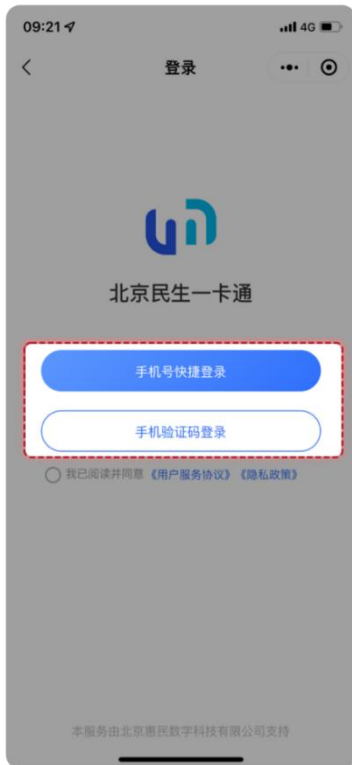 09:21
4G
登录
北京民生一卡通
手机号快捷登录
手机验证码登录
我已阅读并同意《用户服务协议》《隐私政策》
本服务由北京惠民数字科技有限公司支持